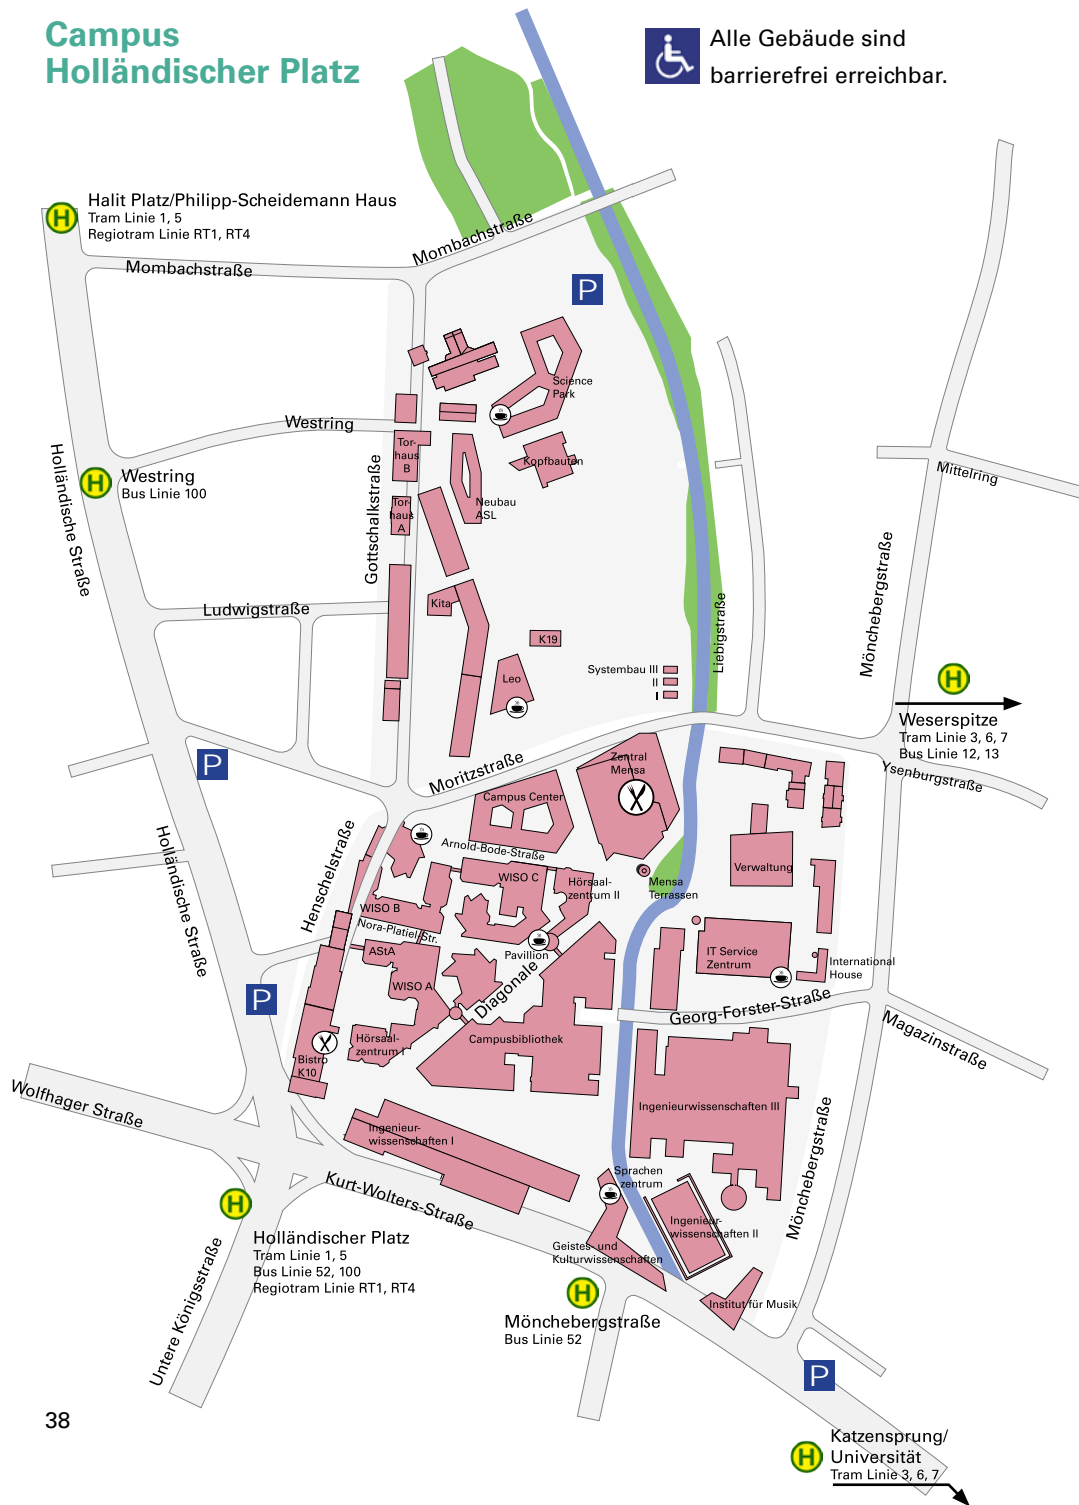 Campus
Holländischer Platz
Alle Gebäude sind
barrierefrei erreichbar.
H
Halit Platz/Philipp-Scheidemann Haus
Tram Linie 1, 5
Regiotram Linie RT1, RT4
Mombachstraße
Mombachstraße
P
Science
Park
Westring
Tor-
haus
B
Kopfbauten
Holländische Straße
H
Westring
Bus Linie 100
Gottschalkstraße
Tor-
haus
A
Neubau
ASL
Mittelring
Mönchebergstraße
Ludwigstraße
Kita
K19
Liebigstraße
Leo
Systembau III
II
I
H
Weserspitze
Tram Linie 3, 6, 7
Bus Linie 12, 13
P
Moritzstraße
Zentral
Mensa
Ysenburgstraße
Campus Center
Holländische Straße
Henschelstraße
Arnold-Bode-Straße
WISO C
Hörsaal-
zentrum II
Mensa
Terrassen
Verwaltung
WISO B
Nora-Platiel-Str.
AStA
Pavillion
IT Service
Zentrum
International
House
WISO A
Diagonale
P
Georg-Forster-Straße
Magazinstraße
Hörsaal-
zentrum I
Campusbibliothek
Bistro
K10
Wolfhager Straße
Ingenieurwissenschaften III
Ingenieur-
wissenschaften I
Mönchebergstraße
Kurt-Wolters-Straße
Sprachen
zentrum
H
Holländischer Platz
Tram Linie 1, 5
Bus Linie 52, 100
Regiotram Linie RT1, RT4
Ingenieur-
wissenschaften II
Geistes- und
Kulturwissenschaften
Untere Königsstraße
H
Mönchebergstraße
Bus Linie 52
Institut für Musik
P
38
H
Katzensprung/
Universität
Tram Linie 3, 6, 7